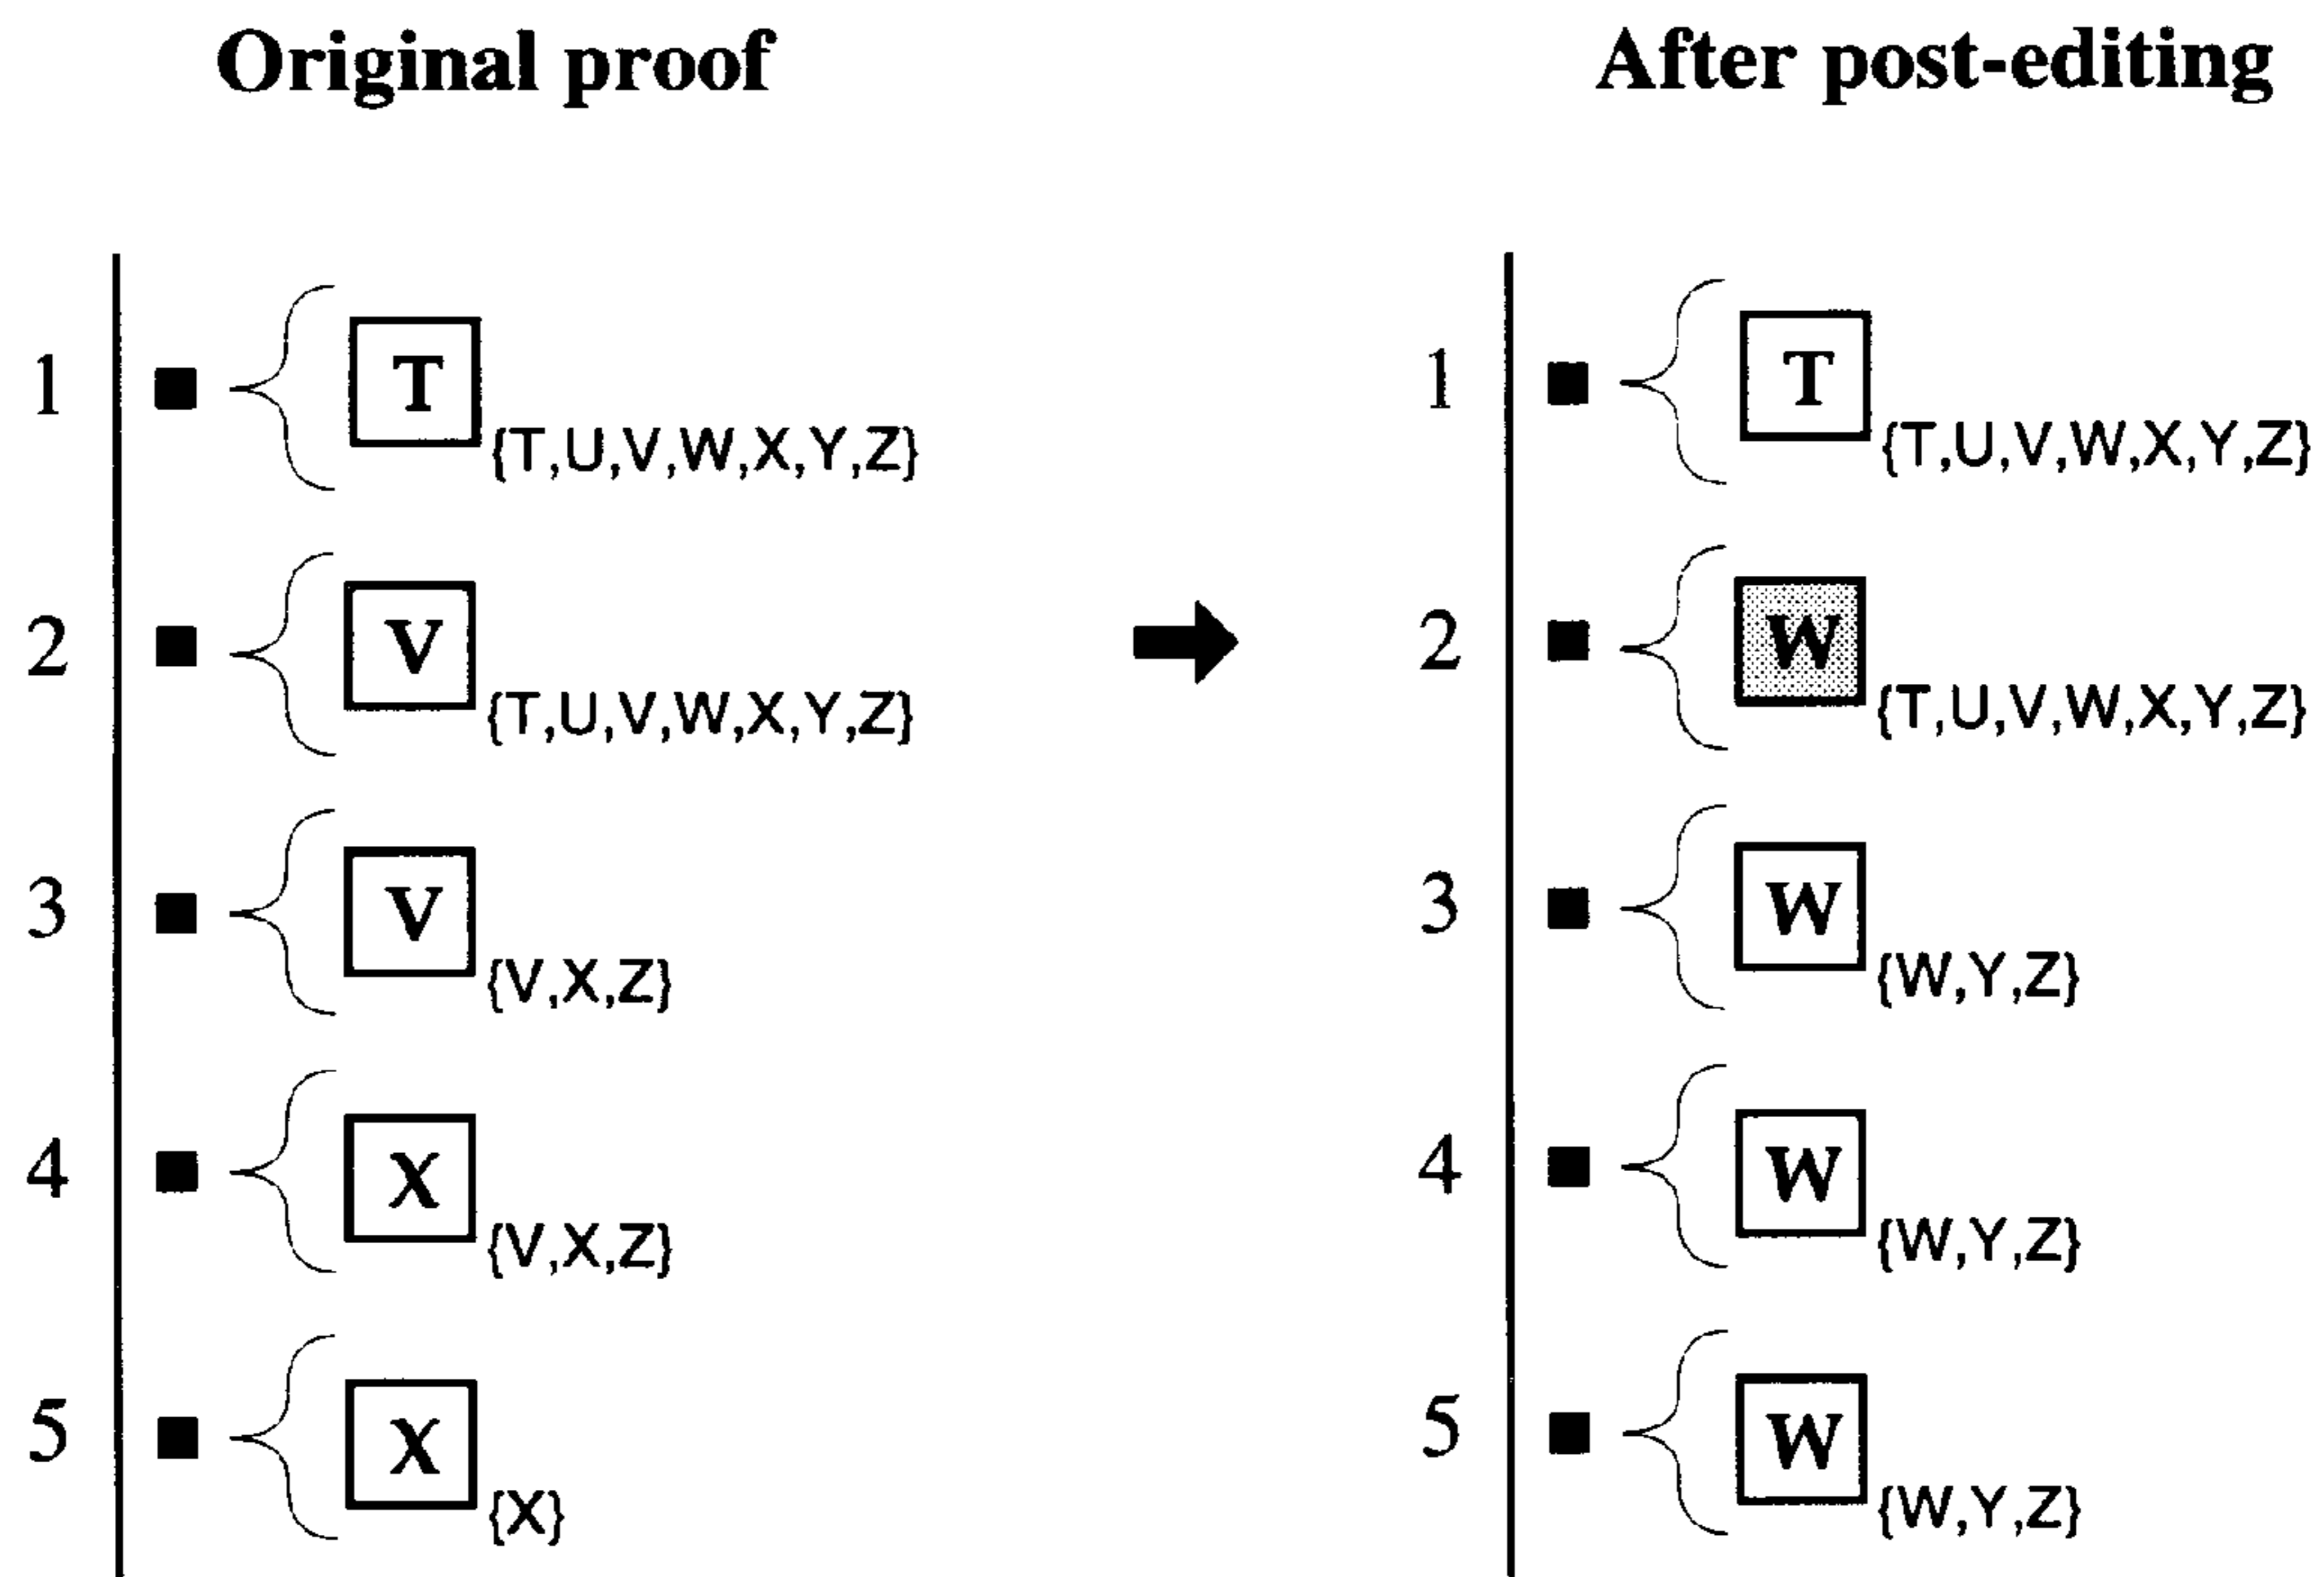 Original proof
After post-editing
1 T {T,U,V,W,X,Y,Z}
2 V {T,U,V,W,X,Y,Z}
3 V {V,X,Z}
4 X {V,X,Z}
5 X {X}
1 T {T,U,V,W,X,Y,Z}
2 W {T,U,V,W,X,Y,Z}
3 W {W,Y,Z}
4 W {W,Y,Z}
5 W {W,Y,Z}